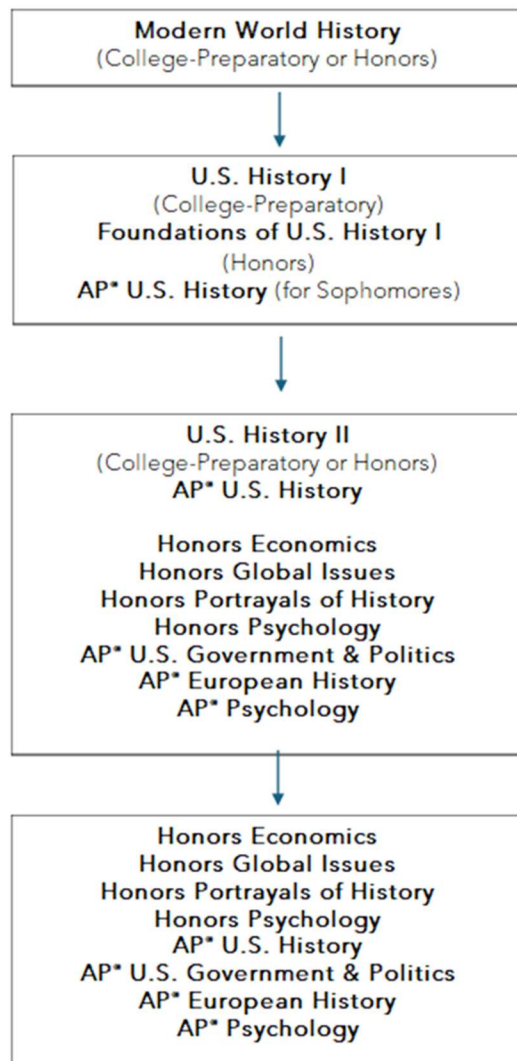 Modern World History
(College-Preparatory or Honors)
U.S. History I
(College-Preparatory)
Foundations of U.S. History I
(Honors)
AP* U.S. History (for Sophomores)
U.S. History II
(College-Preparatory or Honors)
AP* U.S. History
Honors Economics
Honors Global Issues
Honors Portrayals of History
Honors Psychology
AP* U.S. Government & Politics
AP* European History
AP* Psychology
Honors Economics
Honors Global Issues
Honors Portrayals of History
Honors Psychology
AP* U.S. History
AP* U.S. Government & Politics
AP* European History
AP* Psychology